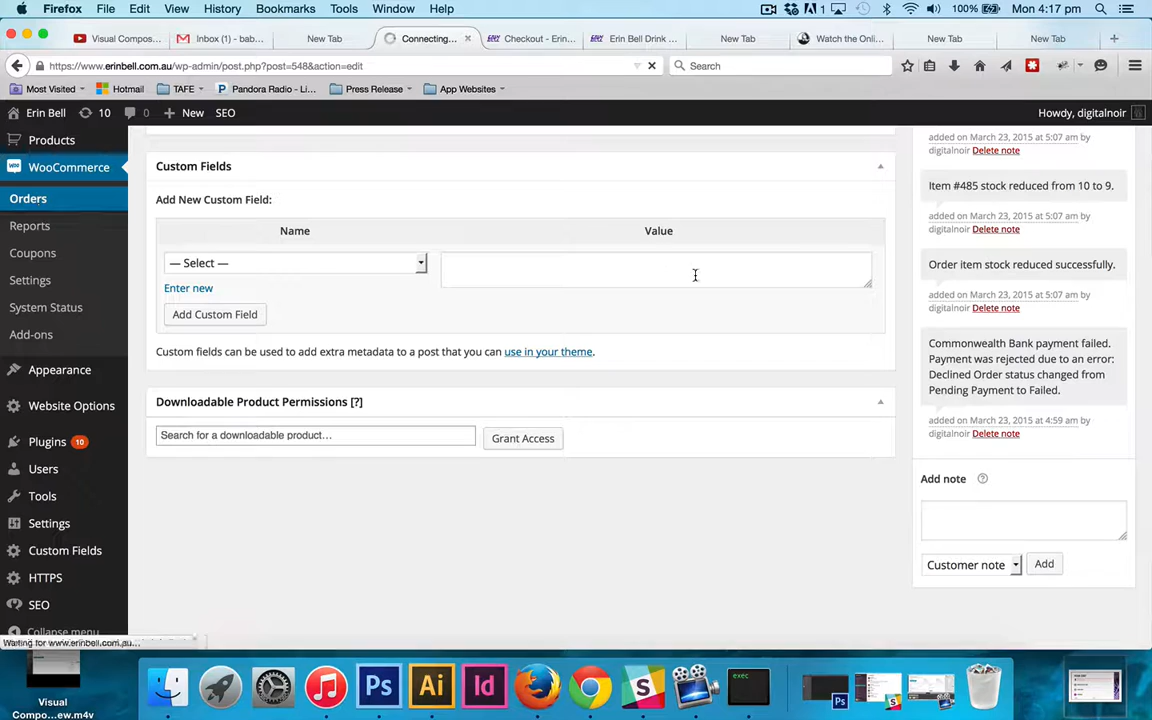 Firefox File Edit View History Bookmarks Tools Window Help 1 100% Mon 4:17 pm
Visual Compos... Inbox (1) - bab... New Tab Connecting... Checkout - Erin... Erin Bell Drink ... New Tab Watch the Onli... New Tab New Tab
https://www.erinbell.com.au/wp-admin/post.php?post=548&action=edit Search
Most Visited Hotmail TAFE Pandora Radio - Li... Press Release App Websites
Erin Bell 10 0 New SEO Howdy, digitalnoir
Products
WooCommerce
Orders
Reports
Coupons
Settings
System Status
Add-ons
Appearance
Website Options
Plugins 10
Users
Tools
Settings
Custom Fields
HTTPS
SEO
Collapse menu
Waiting for www.erinbell.com.au...
Custom Fields
Add New Custom Field:
Name Value
— Select —
Enter new
Add Custom Field
Custom fields can be used to add extra metadata to a post that you can use in your theme.
Downloadable Product Permissions [?]
Search for a downloadable product...
Grant Access
added on March 23, 2015 at 5:07 am by
digitalnoir Delete note
Item #485 stock reduced from 10 to 9.
added on March 23, 2015 at 5:07 am by
digitalnoir Delete note
Order item stock reduced successfully.
added on March 23, 2015 at 5:07 am by
digitalnoir Delete note
Commonwealth Bank payment failed.
Payment was rejected due to an error:
Declined Order status changed from
Pending Payment to Failed.
added on March 23, 2015 at 4:59 am by
digitalnoir Delete note
Add note ?
Customer note Add
Ps Ai Id S exec Ps
Visual
Compo...ew.m4v